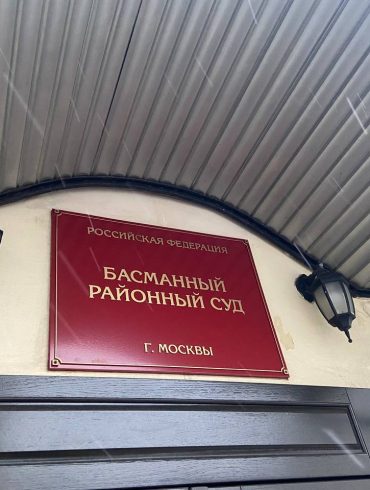 РОССИЙСКАЯ ФЕДЕРАЦИЯ
БАСМАННЫЙ
РАЙОННЫЙ СУД
Г. МОСКВЫ